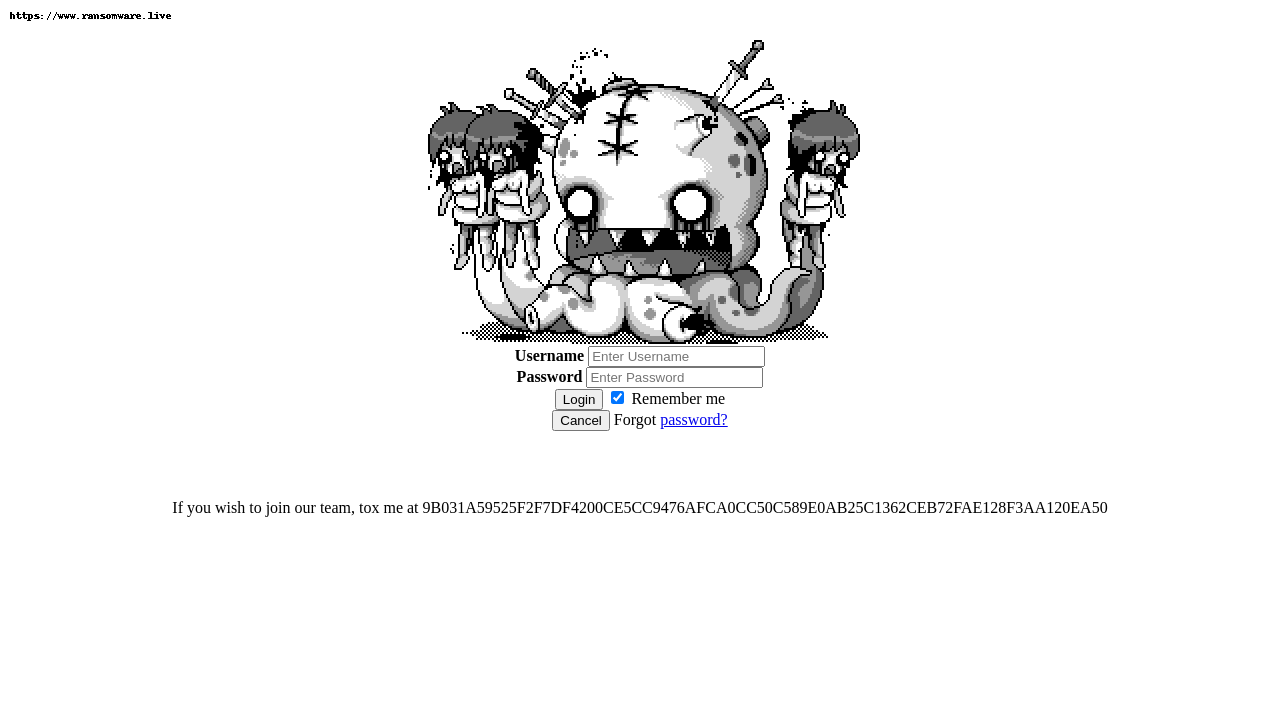 https://www.ransomware.live
Username Enter Username
Password Enter Password
Login Remember me
Cancel Forgot password?
If you wish to join our team, tox me at 9B031A59525F2F7DF4200CE5CC9476AFCA0CC50C589E0AB25C1362CEB72FAE128F3AA120EA50